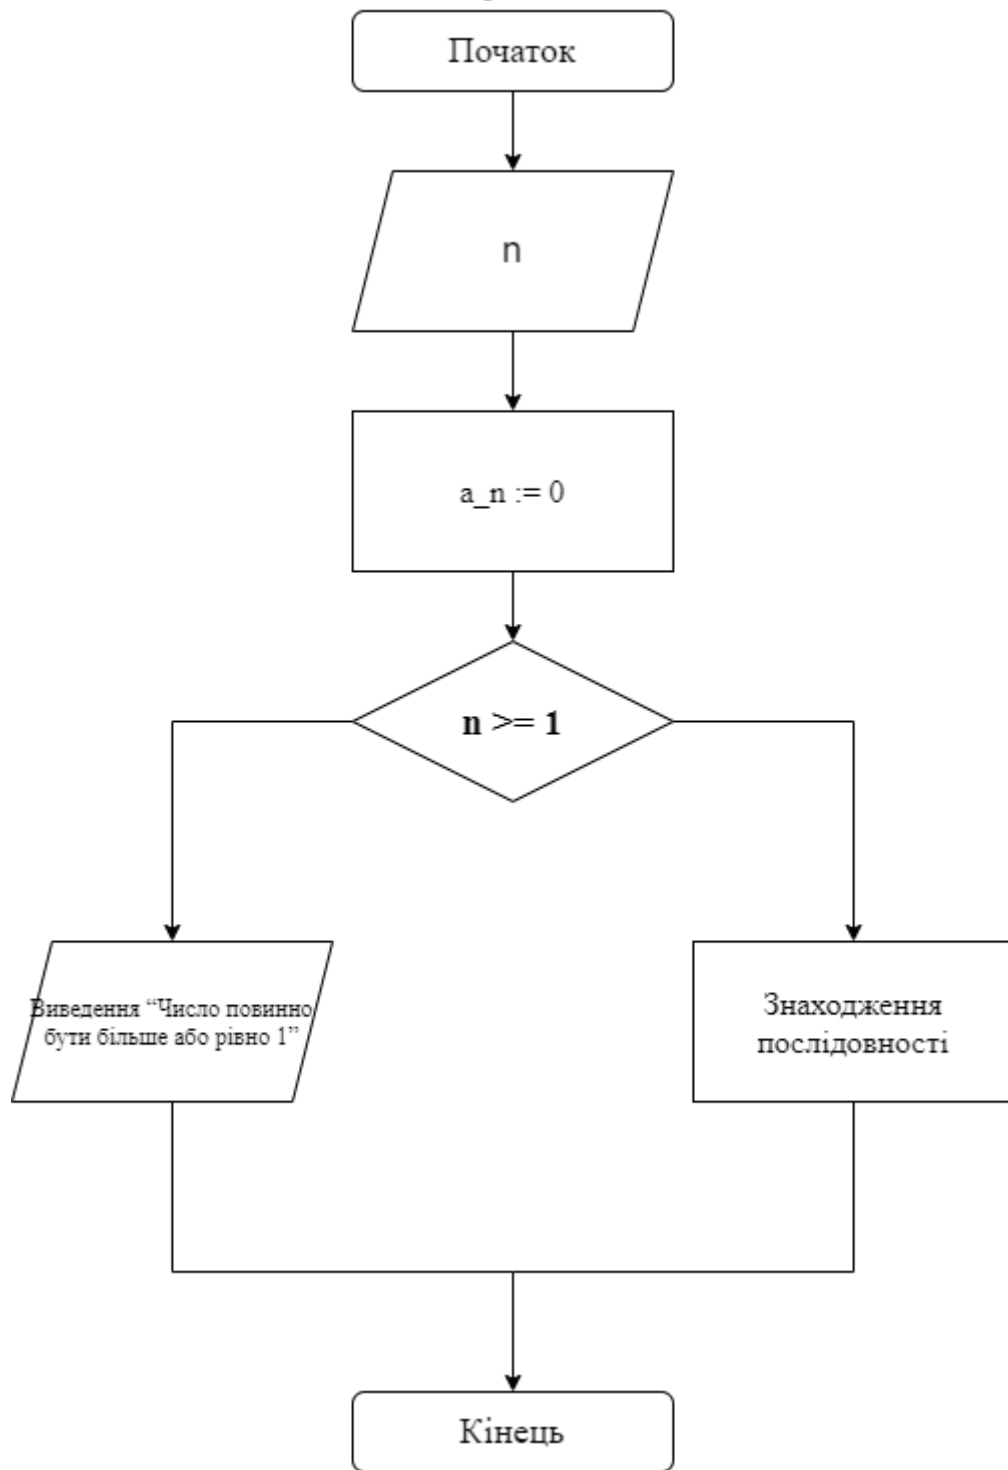 Початок
n
a_n := 0
n >= 1
Виведення “Число повинно
бути більше або рівно 1”
Знаходження
послідовності
Кінець